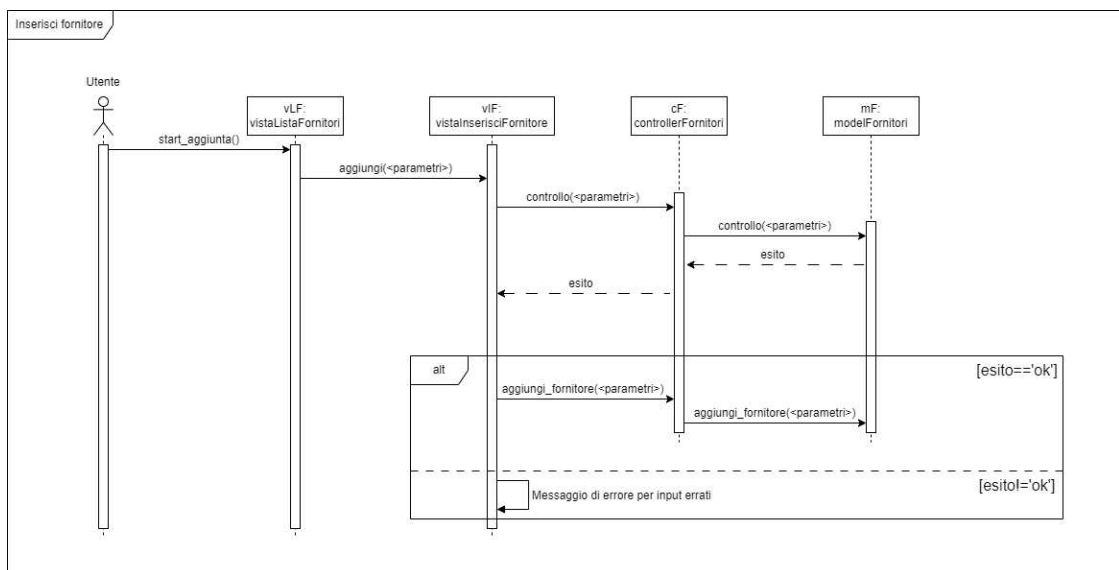 Inserisci fornitore
Utente
vLF:
vistaListaFornitori
vIF:
vistaInserisciFornitore
cF:
controllerFornitori
mF:
modelFornitori
start_aggiunta()
aggiungi(<parametri>)
controllo(<parametri>)
controllo(<parametri>)
esito
esito
alt
[esito=='ok']
aggiungi_fornitore(<parametri>)
aggiungi_fornitore(<parametri>)
[esito!='ok']
Messaggio di errore per input errati